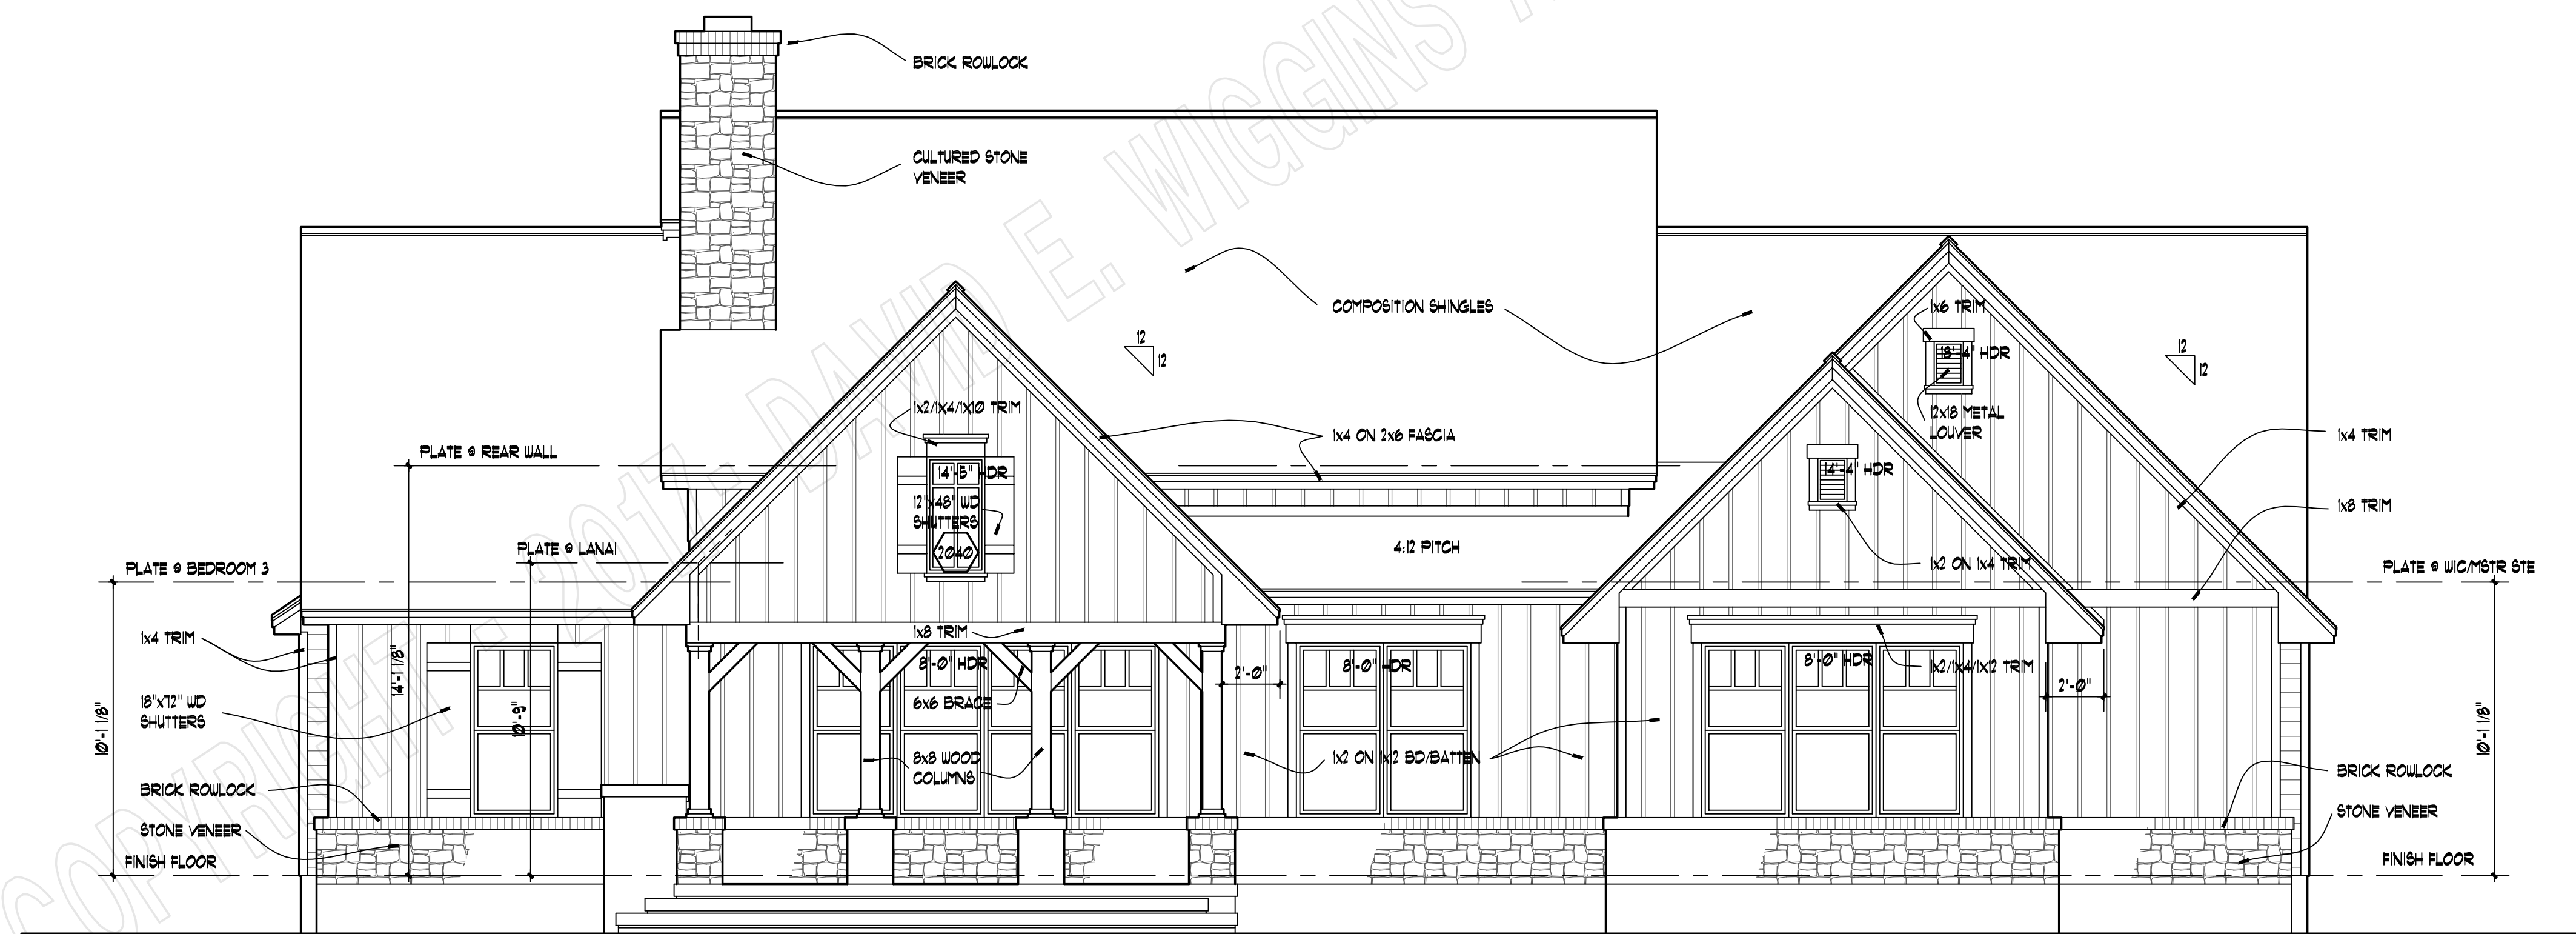 BRICK ROWLOCK
CULTURED STONE
VENEER
COMPOSITION SHINGLES
1x6 TRIM
18'-4" HDR
12
12
12
12
1x2/1x4/1x10 TRIM
12x18 METAL
LOUVER
1x4 ON 2x6 FASCIA
1x4 TRIM
PLATE @ REAR WALL
14'-5" HDR
14'-4" HDR
12"x48" WD
SHUTTERS
1x8 TRIM
PLATE @ LANAI
2040
4:12 PITCH
1x2 ON 1x4 TRIM
PLATE @ BEDROOM 3
PLATE @ WIC/MSTR STE
1x4 TRIM
1x8 TRIM
8'-0" HDR
8'-0" HDR
8'-0" HDR
1x2/1x4/1x12 TRIM
2'-0"
2'-0"
14'-1 1/8"
18"x72" WD
SHUTTERS
6x6 BRACE
10'-9"
10'-1 1/8"
10'-1 1/8"
8x8 WOOD
COLUMNS
1x2 ON 1x12 BD/BATTEN
BRICK ROWLOCK
BRICK ROWLOCK
STONE VENEER
STONE VENEER
FINISH FLOOR
FINISH FLOOR
COPYRIGHT - 2017- DAVID E. WIGGINS